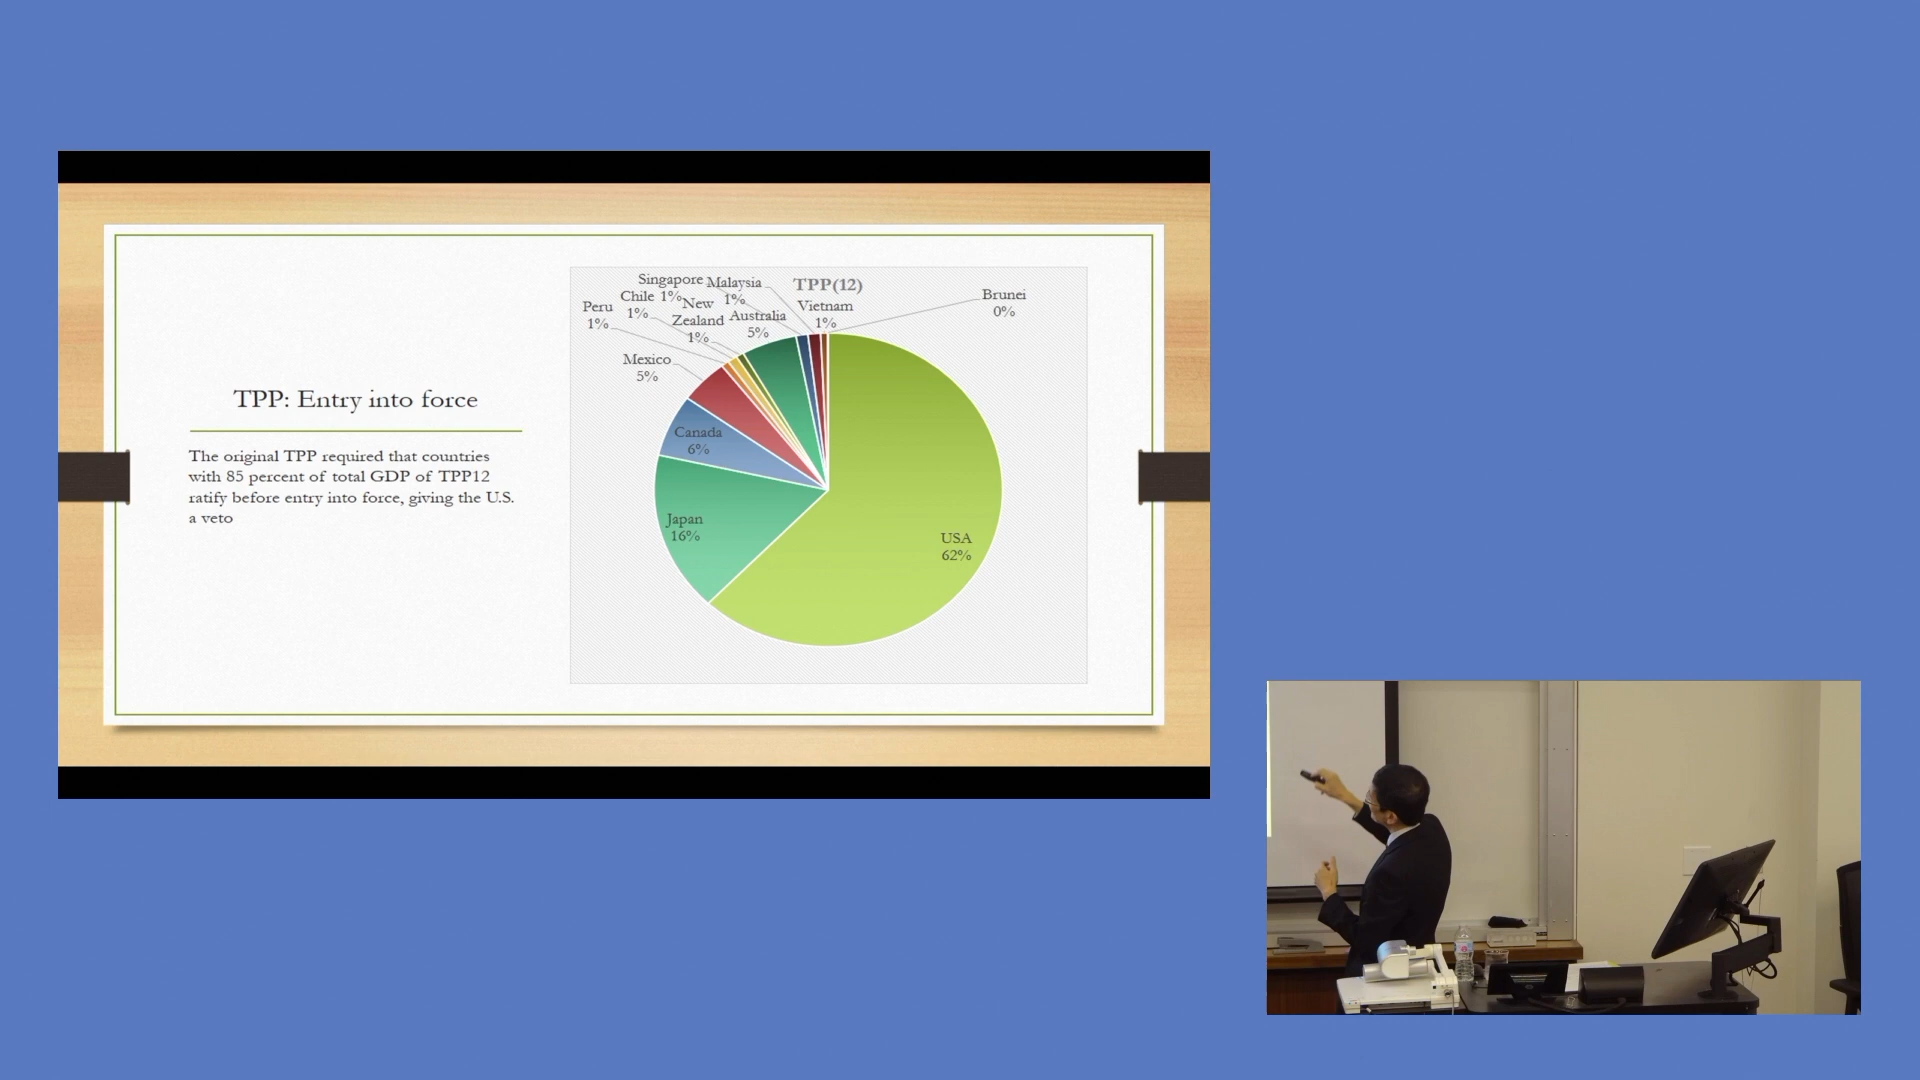 TPP: Entry into force
The original TPP required that countries
with 85 percent of total GDP of TPP12
ratify before entry into force, giving the U.S.
a veto
TPP(12)
Singapore
1%
Malaysia
1%
Chile
1%
Peru
1%
New
Zealand
1%
Australia
5%
Vietnam
1%
Brunei
0%
Mexico
5%
Canada
6%
Japan
16%
USA
62%